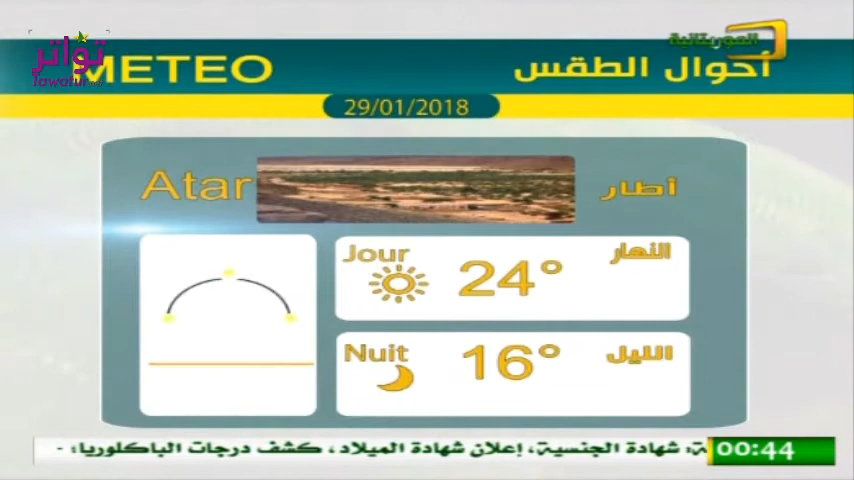 تواتر
Tawatur
METEO
الموريتانية
أحوال الطقس
29/01/2018
Atar
أطار
Jour
24°
النهار
Nuit
16°
الليل
شهادة الجنسية، إعلان شهادة الميلاد، كشف درجات الباكلوريا؛ -
00:44